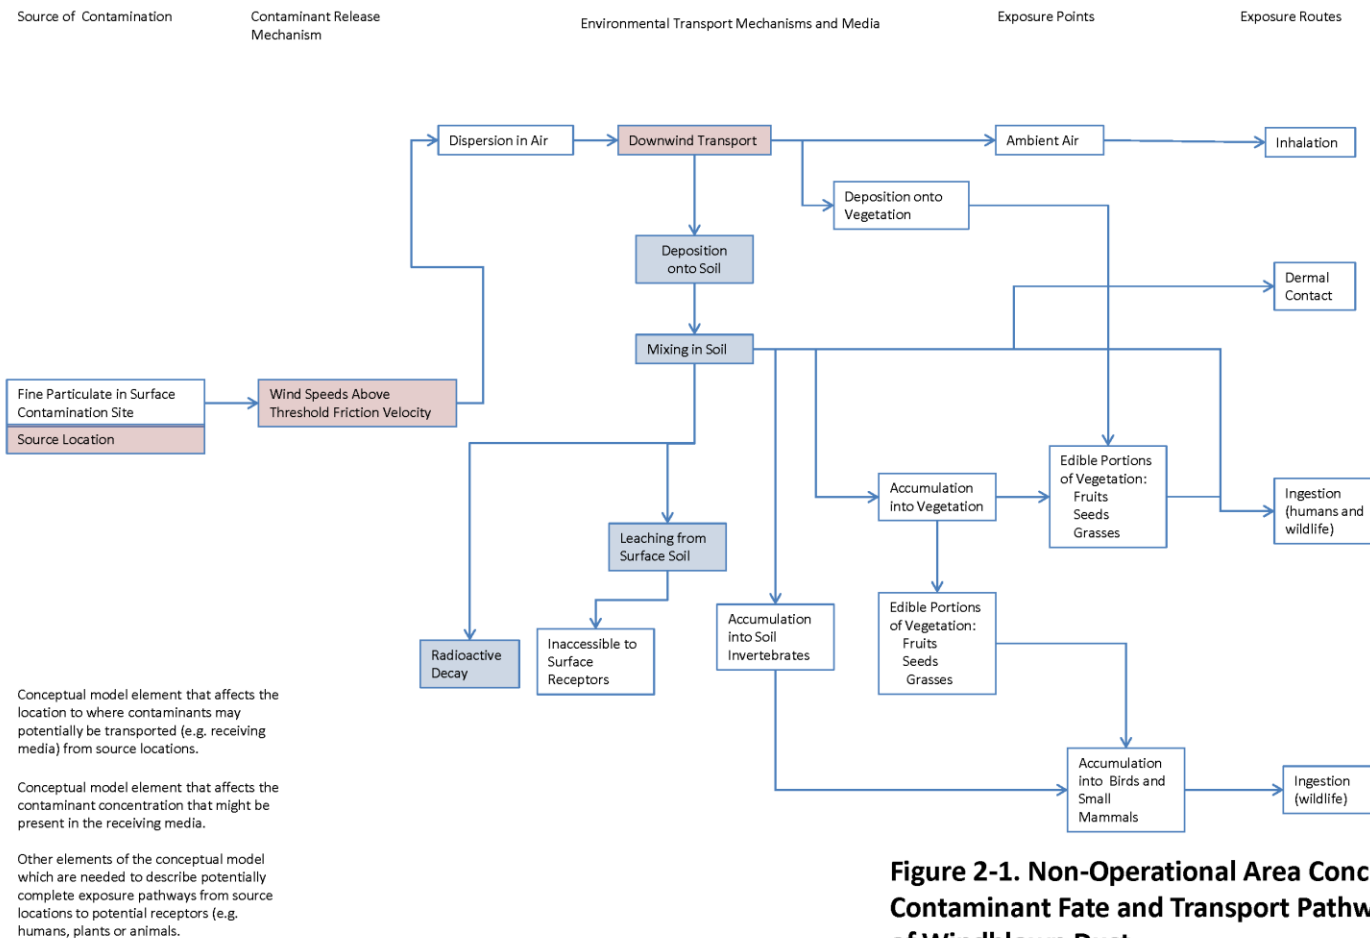 Source of  Contamination
Contaminant Release
Mechanism
Environmental Transport Mechanisms and Media
Exposure Points
Exposure Routes
Dispersion in Air
Downwind Transport
Ambient Air
Inhalation
Deposition onto
Vegetation
Deposition
onto Soil
Dermal
Contact
Mixing in Soil
Fine Particulate in Surface
Contamination Site
Source Location
Wind Speeds Above
Threshold Friction Velocity
Accumulation
into Vegetation
Edible Portions
of Vegetation:
Fruits
Seeds
Grasses
Ingestion
(humans and
wildlife)
Leaching from
Surface Soil
Radioactive
Decay
Inaccessible to
Surface
Receptors
Accumulation
into Soil
Invertebrates
Edible Portions
of Vegetation:
Fruits
Seeds
Grasses
Accumulation
into  Birds and
Small
Mammals
Ingestion
(wildlife)
Conceptual model element that affects the
location to where contaminants may
potentially be transported (e.g. receiving
media) from source locations.
Conceptual model element that affects the
contaminant concentration that might be
present in the receiving media.
Other elements of the conceptual model
which are needed to describe potentially
complete exposure pathways from source
locations to potential receptors (e.g.
humans, plants or animals.
Figure 2-1. Non-Operational Area Conc
Contaminant Fate and Transport Pathw
of Windblown Dust